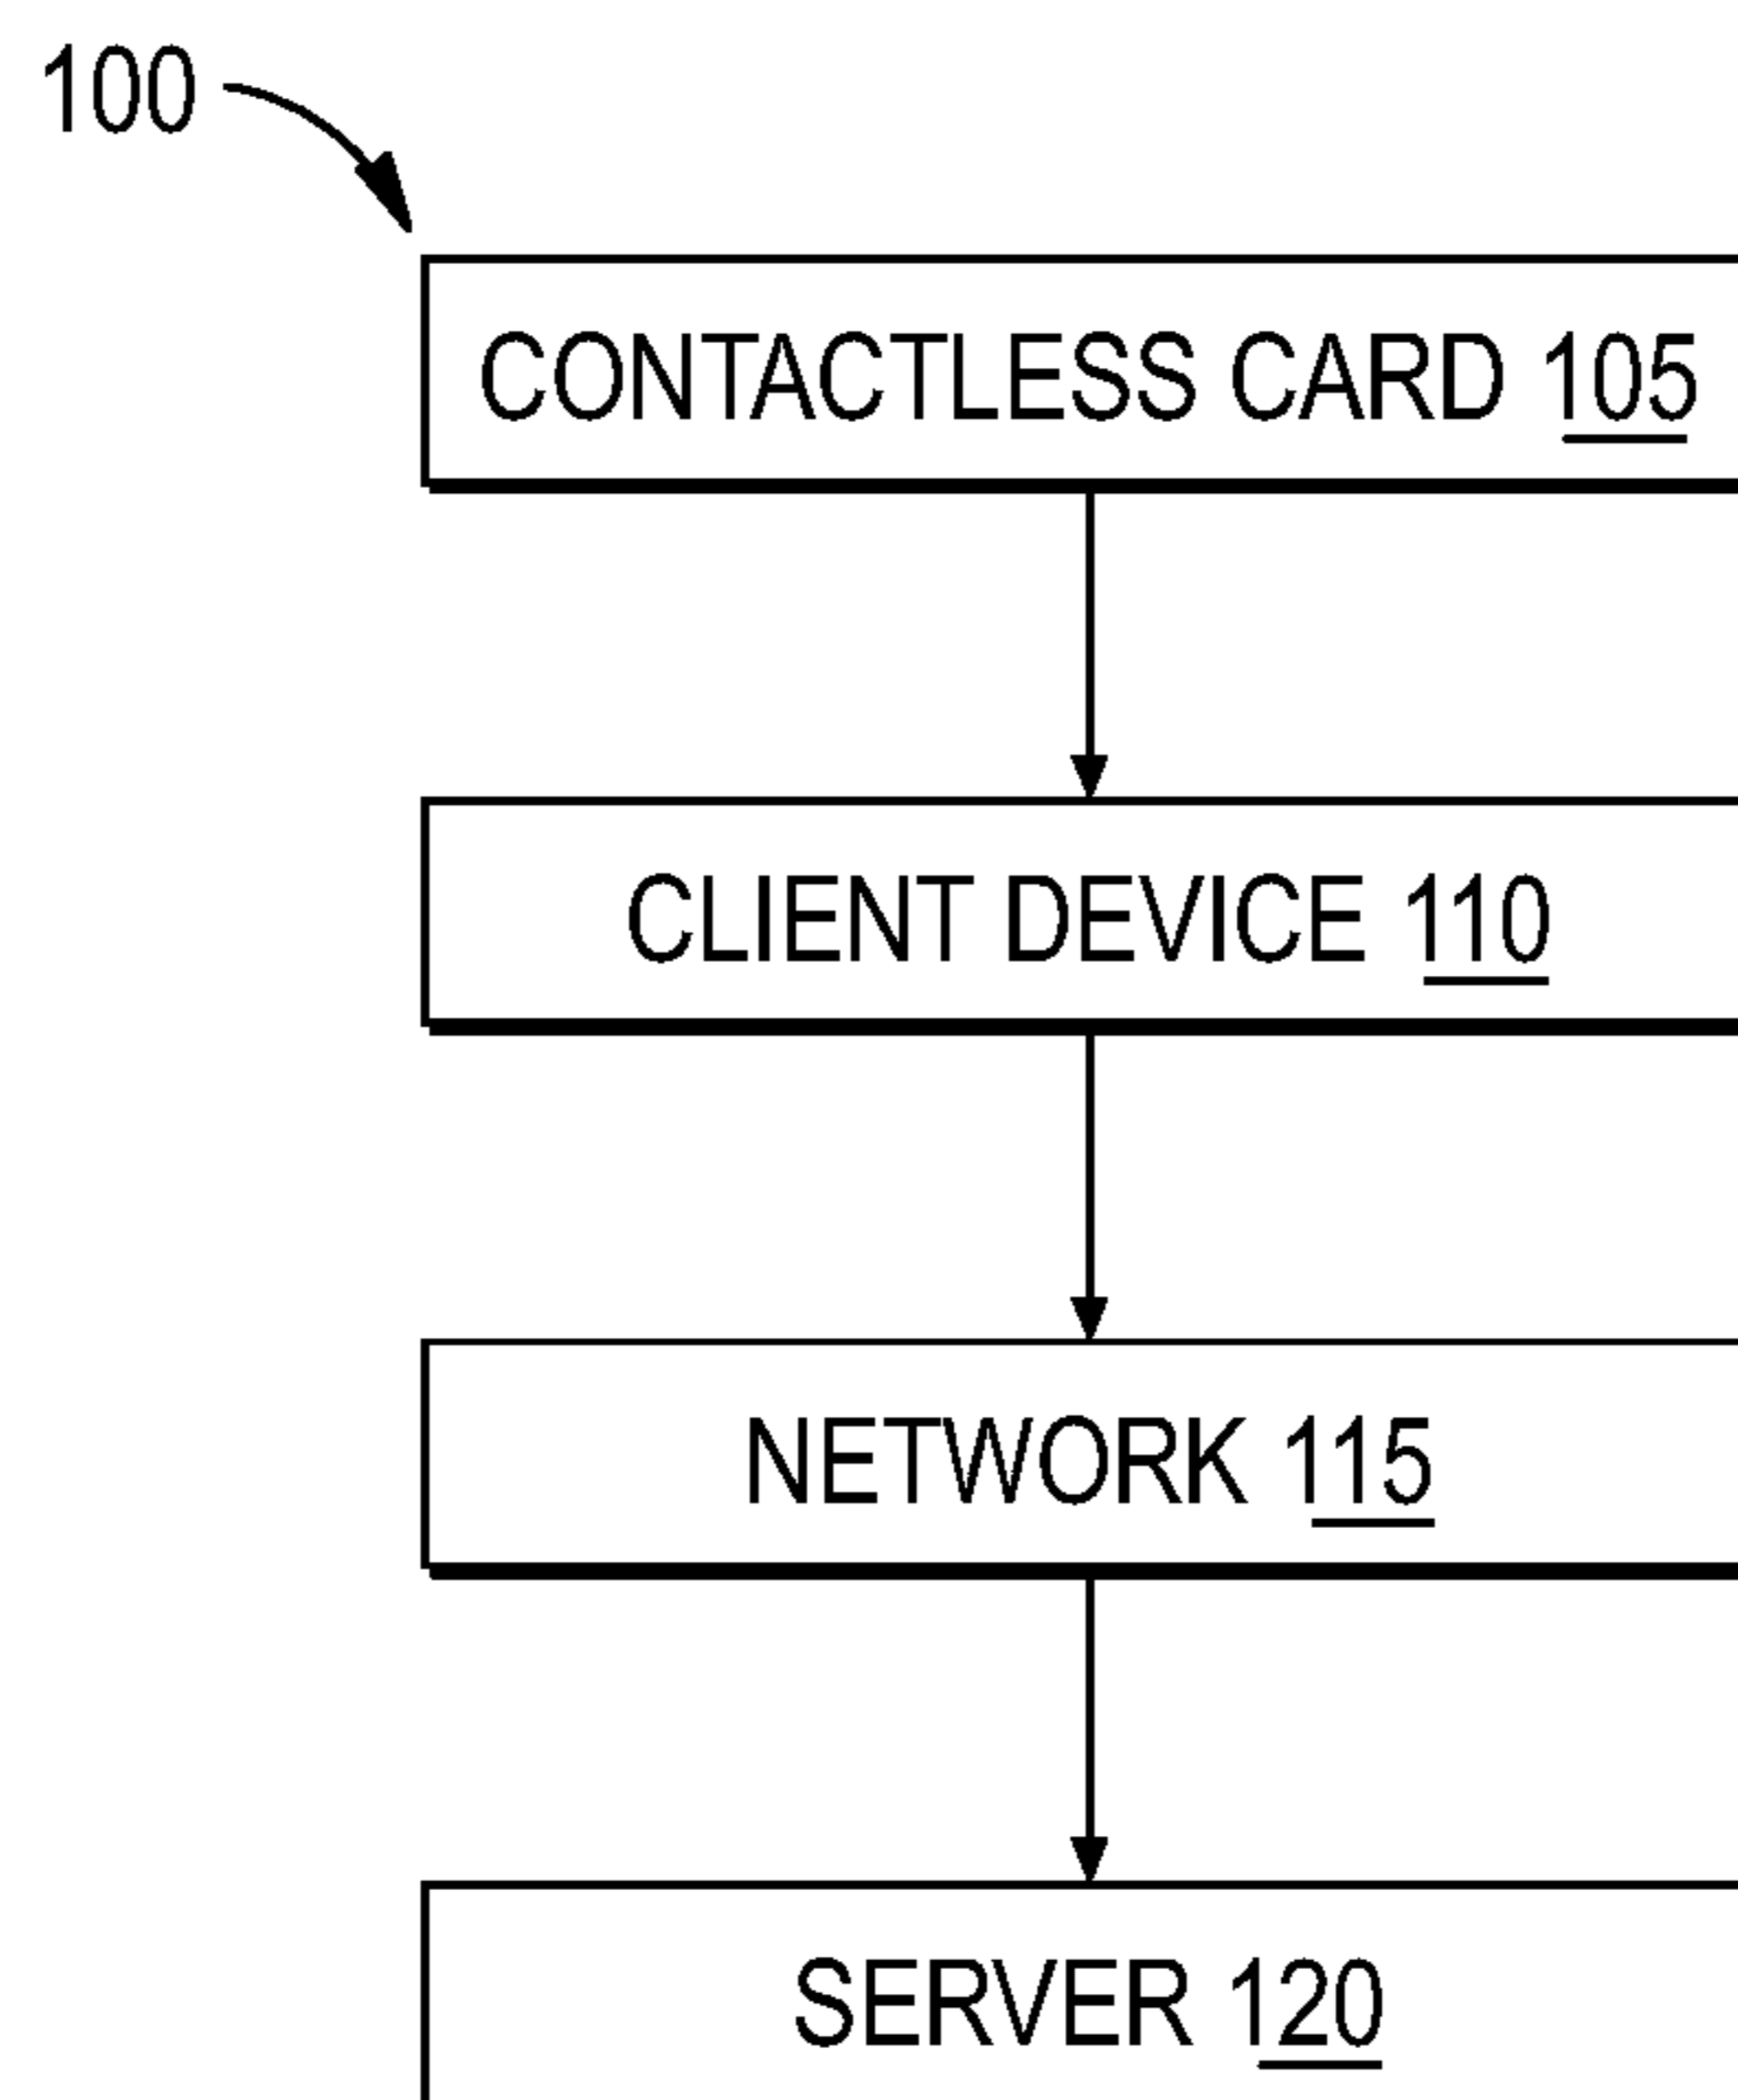 100
CONTACTLESS CARD 105
CLIENT DEVICE 110
NETWORK 115
SERVER 120